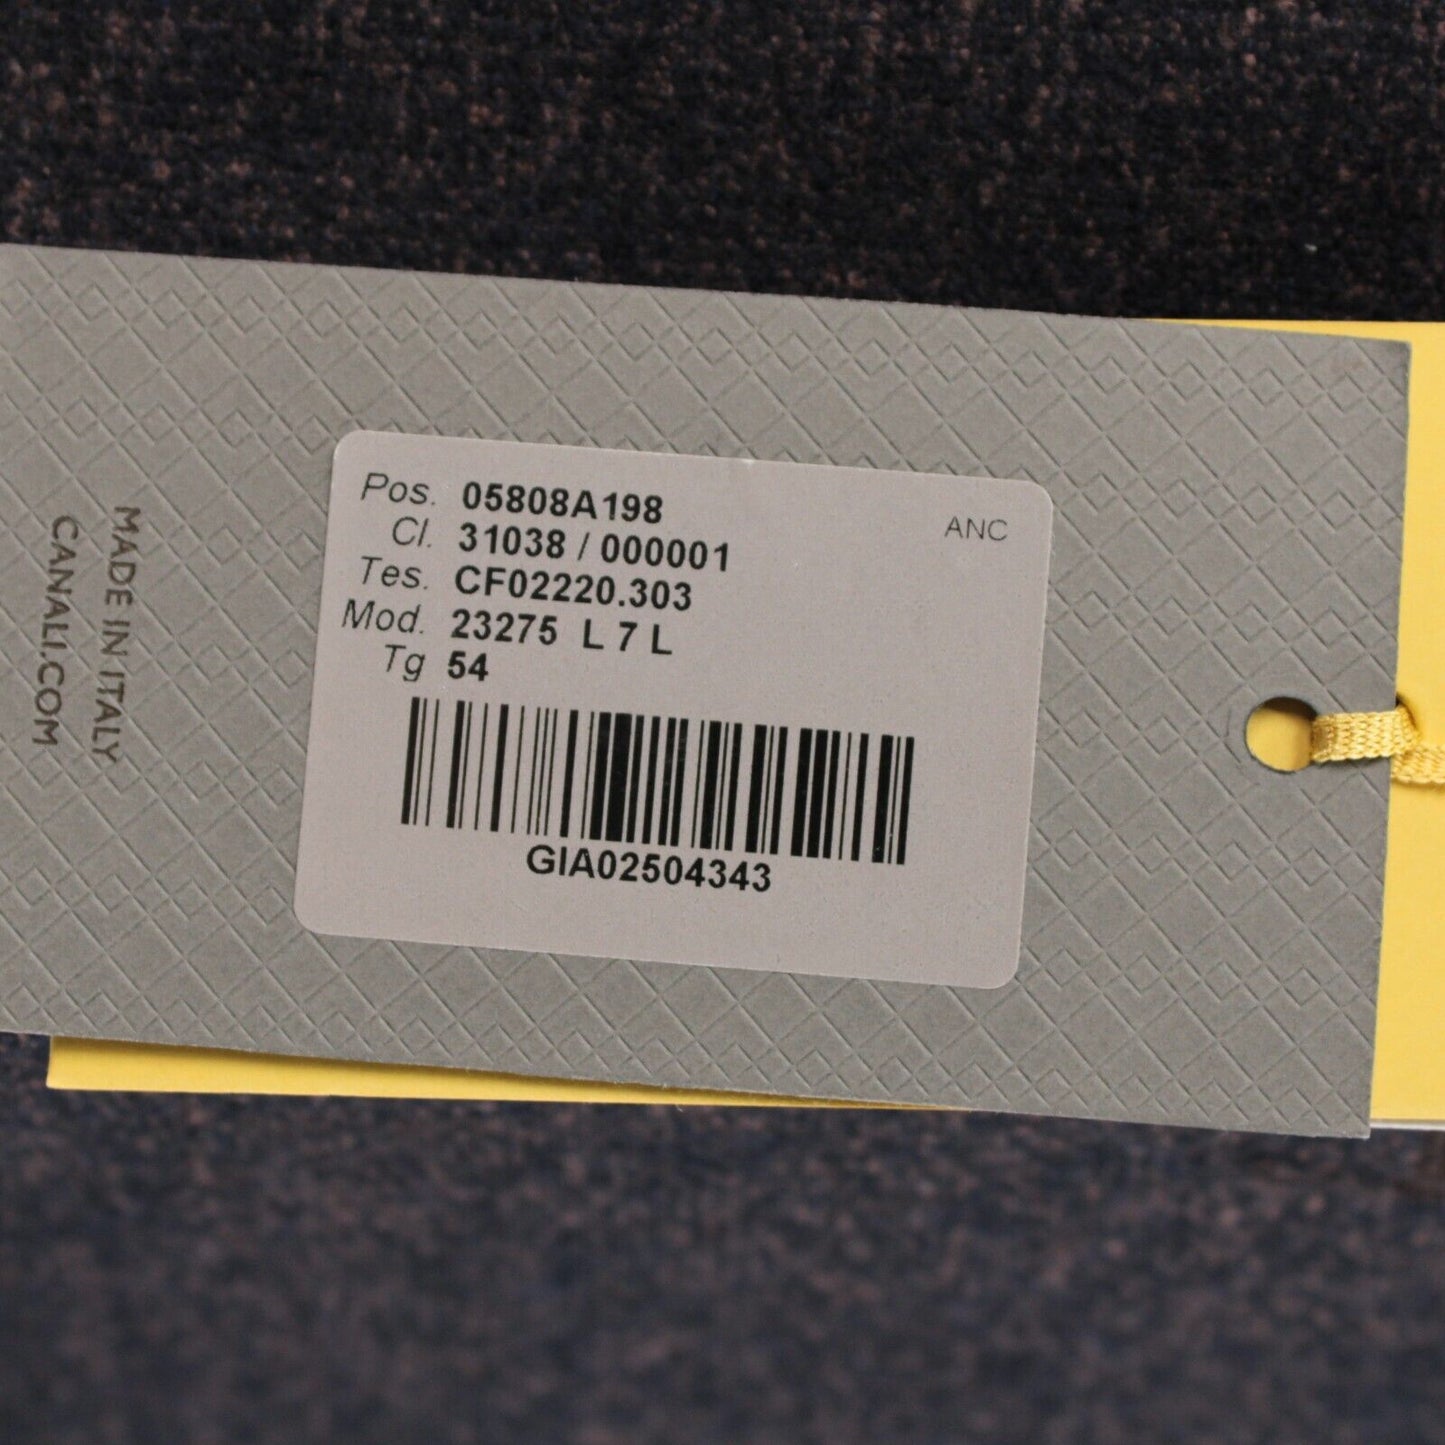 Pos. 05808A198
ANC
Cl. 31038 / 000001
Tes. CF02220.303
Mod. 23275 L 7 L
Tg 54
GIA02504343
MADE IN ITALY
CANALI.COM